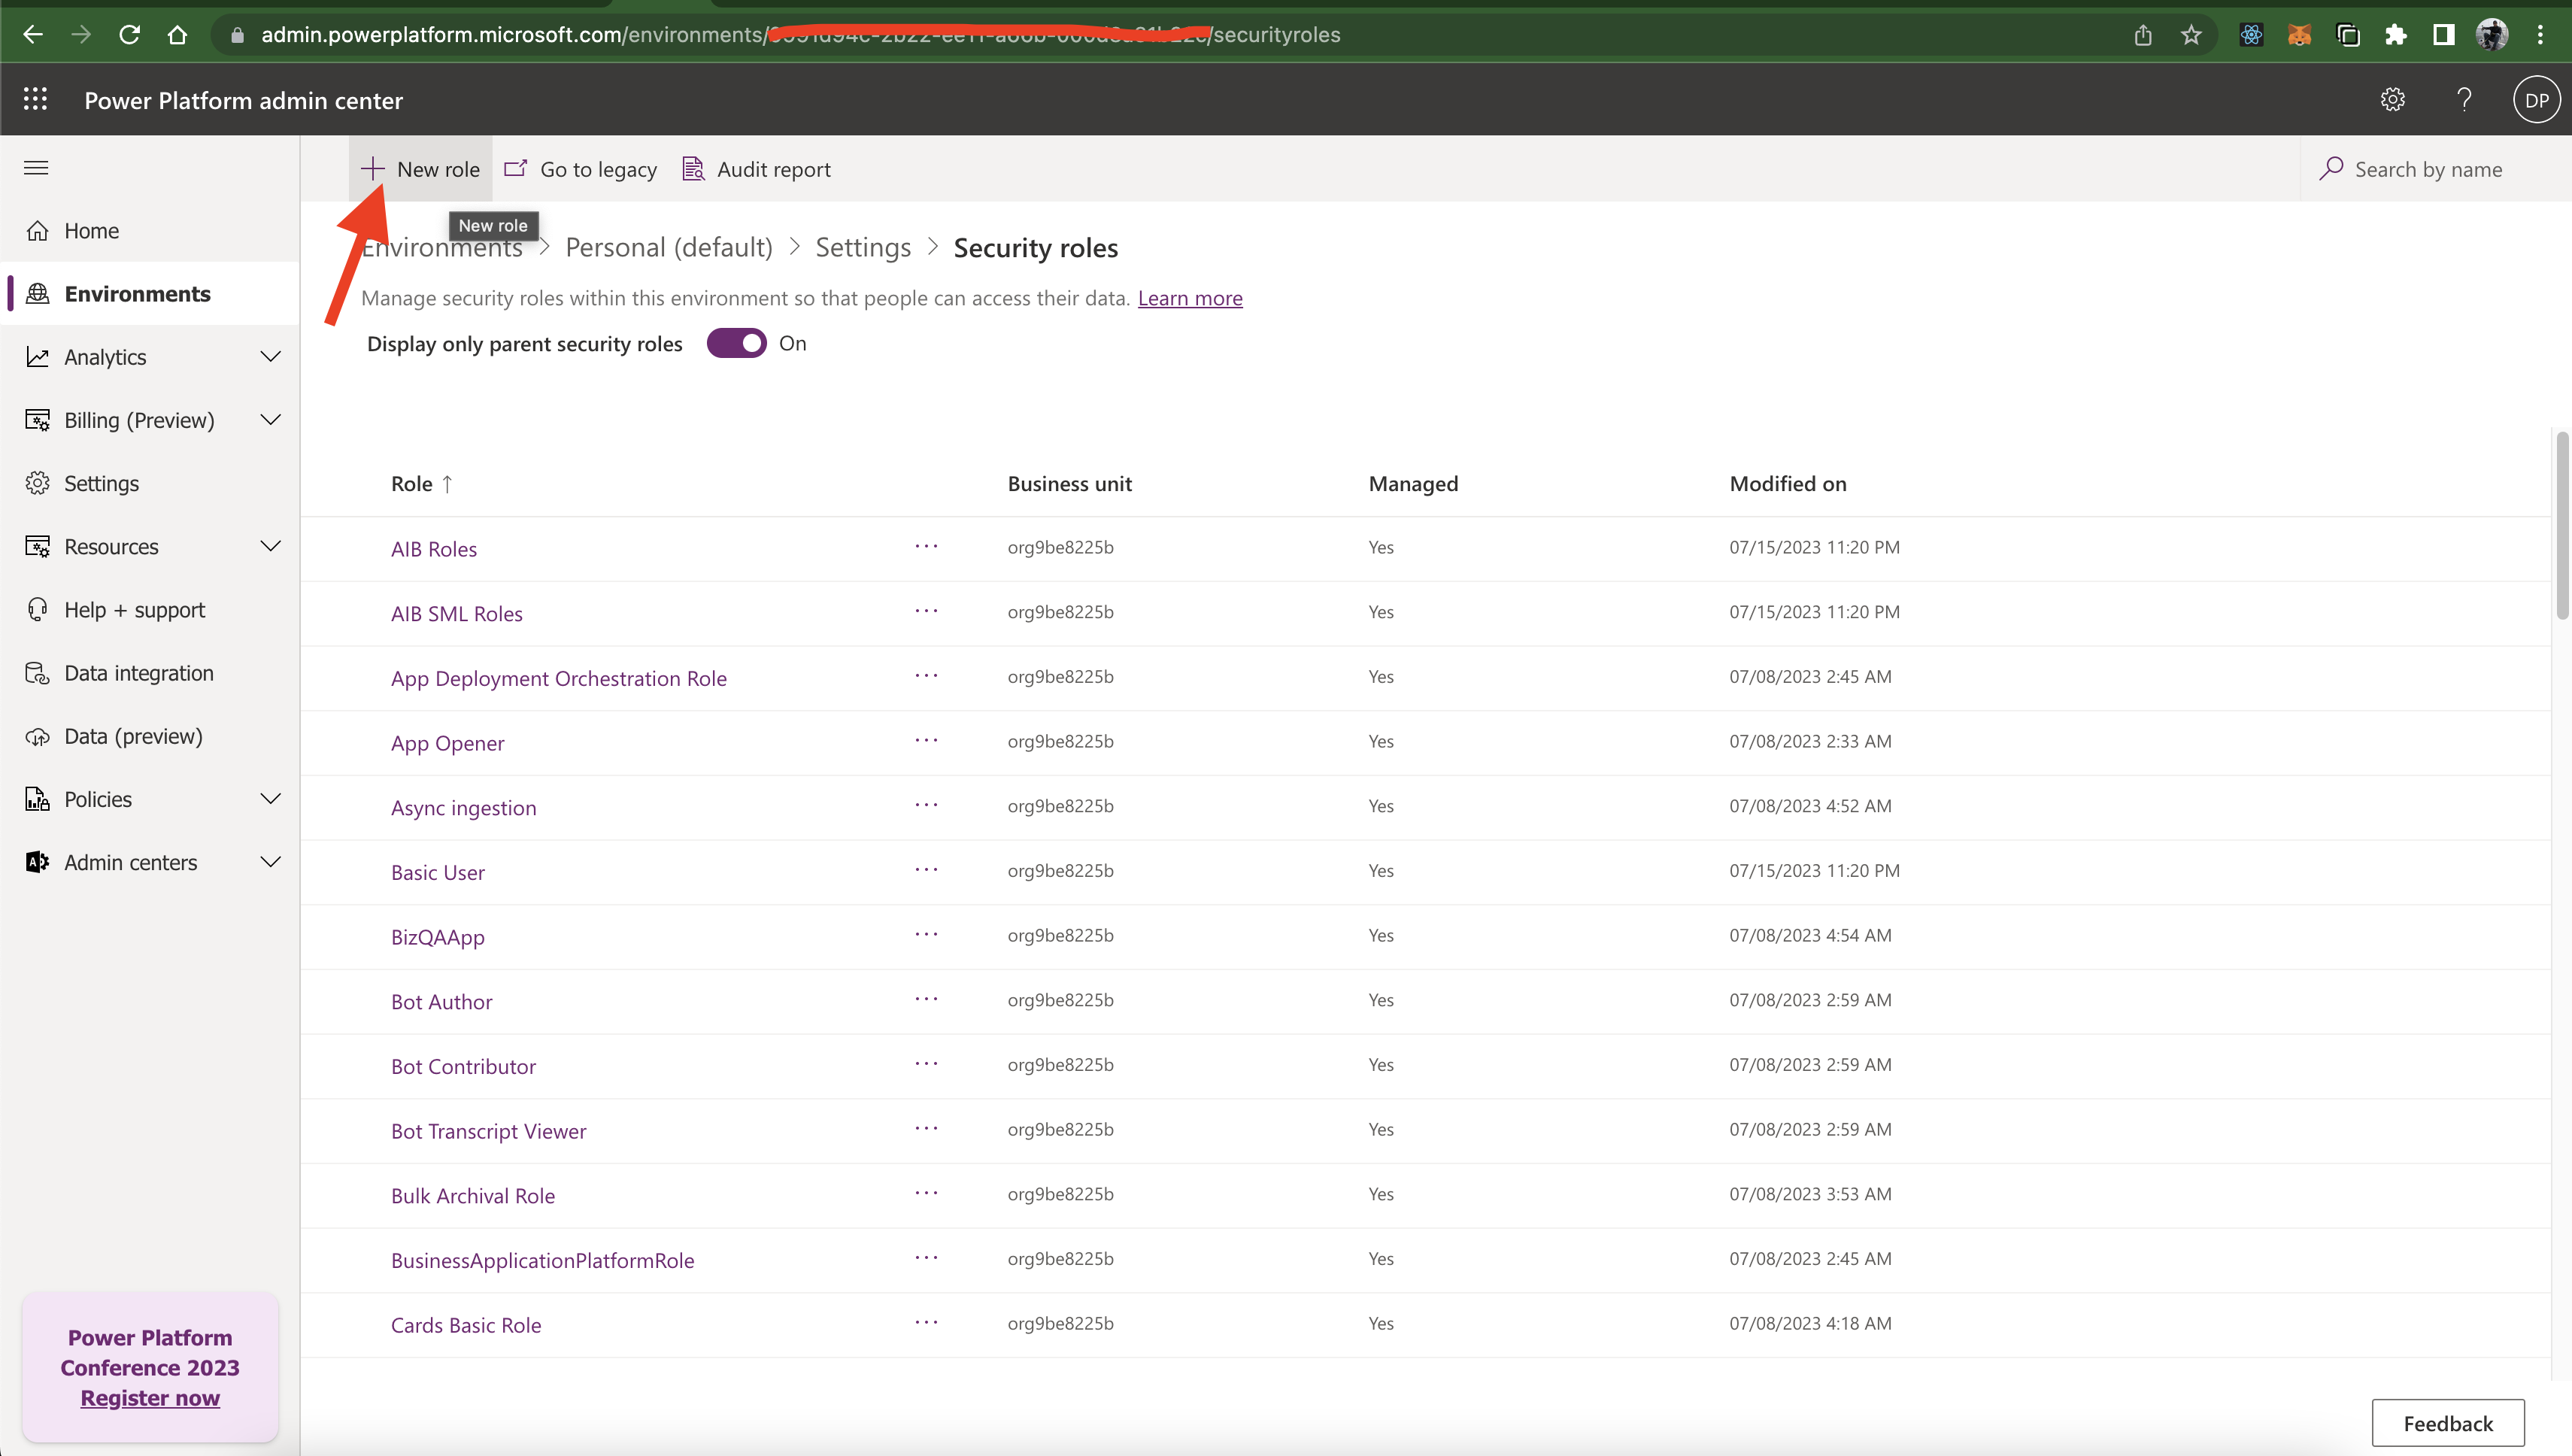 admin.powerplatform.microsoft.com/environments/ /securityroles
Power Platform admin center
DP
New role
Go to legacy
Audit report
Search by name
New role
Home
Environments > Personal (default) > Settings > Security roles
Environments
Manage security roles within this environment so that people can access their data. Learn more
Display only parent security roles
On
Analytics
Billing (Preview)
Settings
Resources
Help + support
Data integration
Data (preview)
Policies
Admin centers
Role ↑ Business unit Managed Modified on
AIB Roles ... org9be8225b Yes 07/15/2023 11:20 PM
AIB SML Roles ... org9be8225b Yes 07/15/2023 11:20 PM
App Deployment Orchestration Role ... org9be8225b Yes 07/08/2023 2:45 AM
App Opener ... org9be8225b Yes 07/08/2023 2:33 AM
Async ingestion ... org9be8225b Yes 07/08/2023 4:52 AM
Basic User ... org9be8225b Yes 07/15/2023 11:20 PM
BizQAApp ... org9be8225b Yes 07/08/2023 4:54 AM
Bot Author ... org9be8225b Yes 07/08/2023 2:59 AM
Bot Contributor ... org9be8225b Yes 07/08/2023 2:59 AM
Bot Transcript Viewer ... org9be8225b Yes 07/08/2023 2:59 AM
Bulk Archival Role ... org9be8225b Yes 07/08/2023 3:53 AM
BusinessApplicationPlatformRole ... org9be8225b Yes 07/08/2023 2:45 AM
Cards Basic Role ... org9be8225b Yes 07/08/2023 4:18 AM
Power Platform
Conference 2023
Register now
Feedback